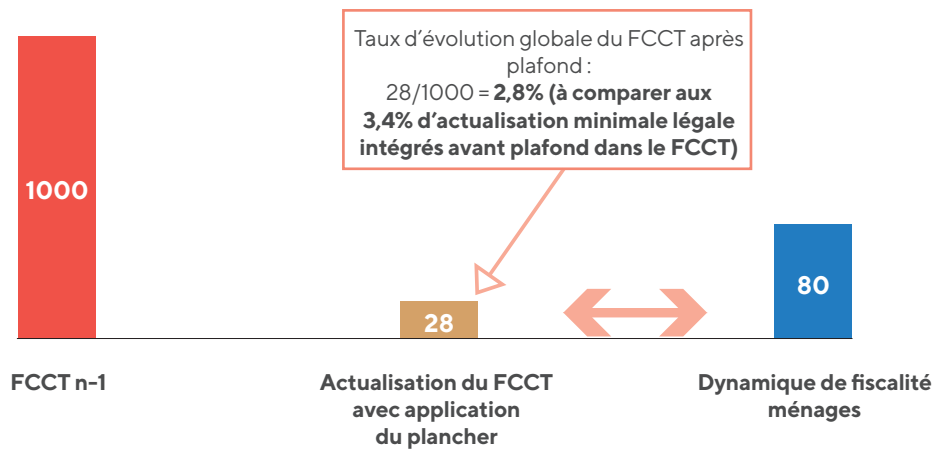 Taux d'évolution globale du FCCT après
plafond :
28/1000 = 2,8% (à comparer aux
3,4% d'actualisation minimale légale
intégrés avant plafond dans le FCCT)
1000
28
80
FCCT n-1
Actualisation du FCCT
avec application
du plancher
Dynamique de fiscalité
ménages